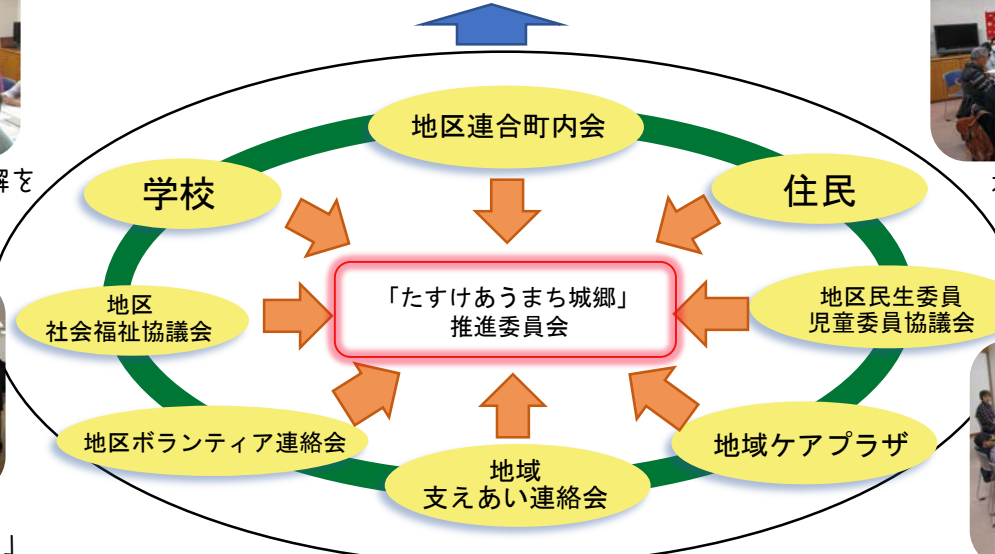 地区連合町内会
学校
住民
解を
「たすけあうまち城郷」
推進委員会
地区
社会福祉協議会
地区民生委員
児童委員協議会
地区ボランティア連絡会
地域ケアプラザ
地域
支えあい連絡会
」